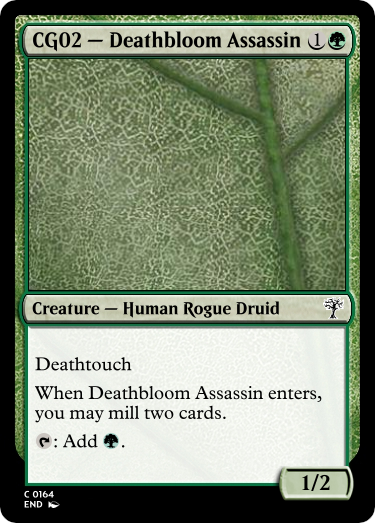 CG02 — Deathbloom Assassin 1
Creature — Human Rogue Druid
Deathtouch
When Deathbloom Assassin enters,
you may mill two cards.
: Add .
1/2
C 0164
END